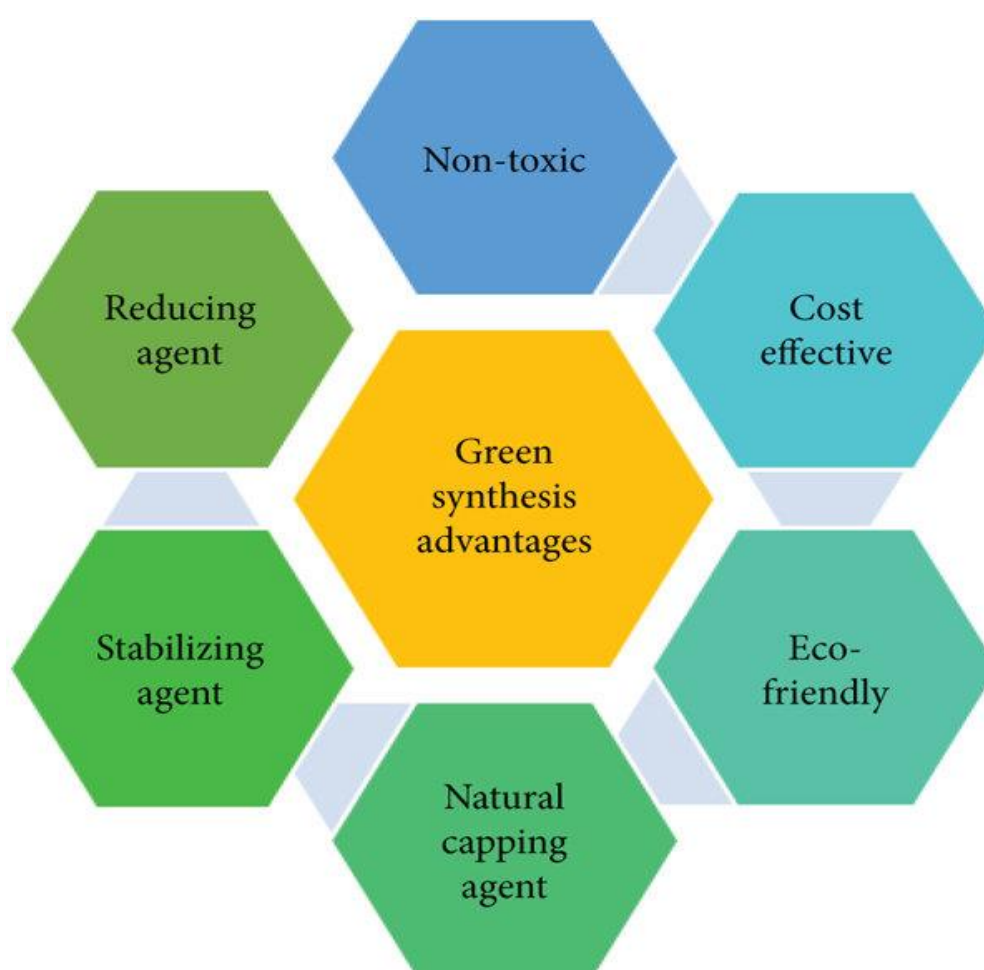 Non-toxic
Cost
effective
Eco-
friendly
Natural
capping
agent
Stabilizing
agent
Reducing
agent
Green
synthesis
advantages